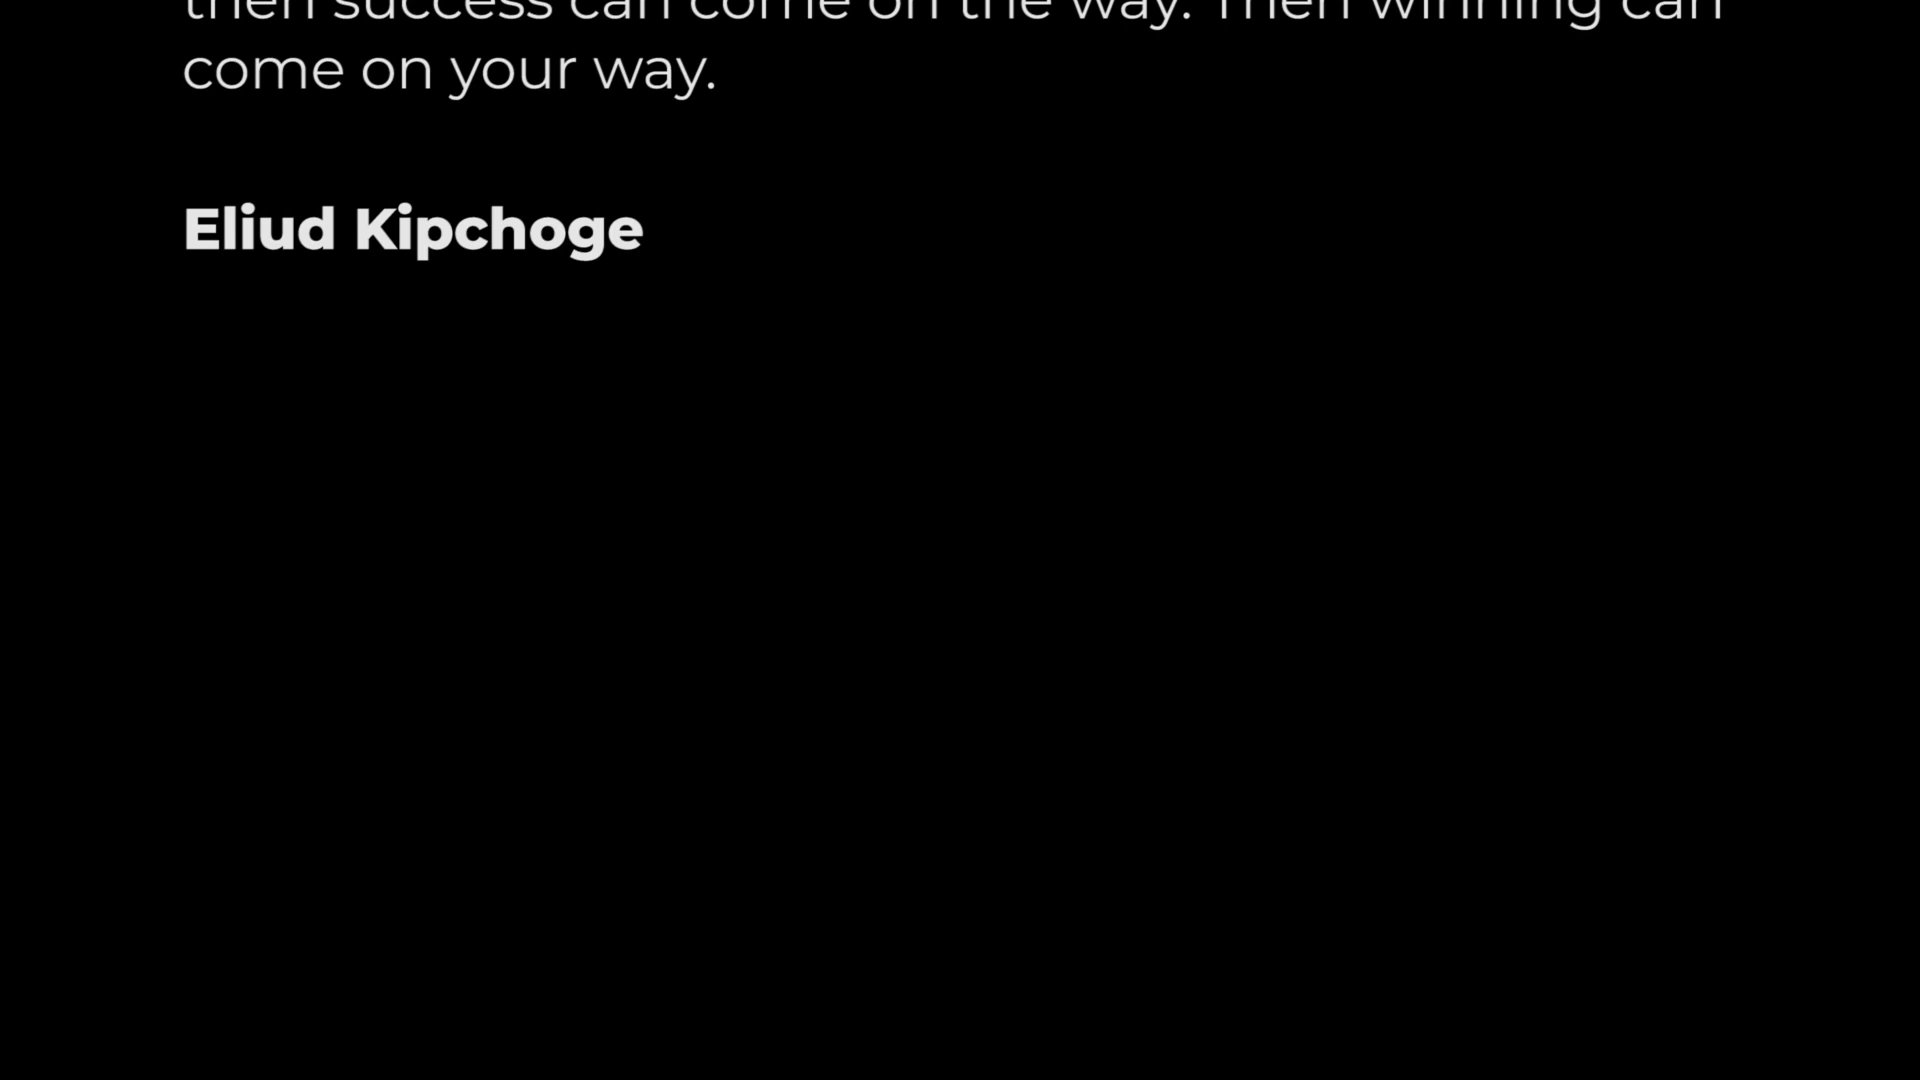 then success can come on the way. Then winning can
come on your way.
Eliud Kipchoge